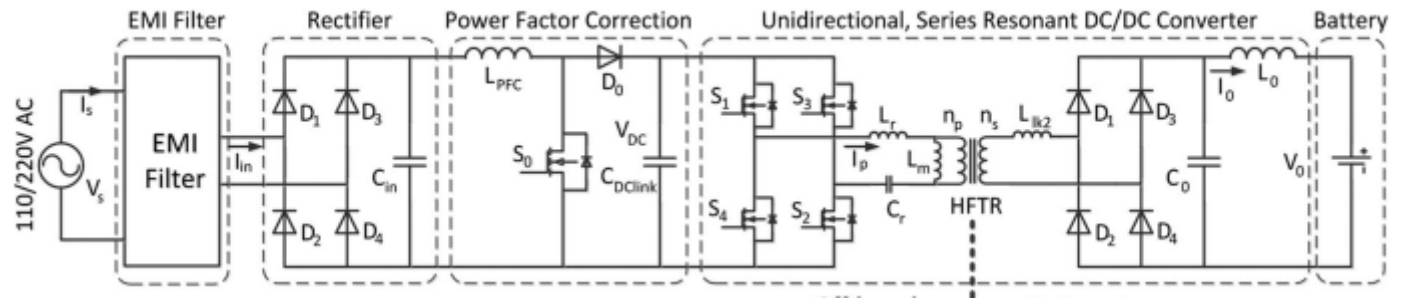 EMI Filter
Rectifier
Power Factor Correction
Unidirectional, Series Resonant DC/DC Converter
Battery
110/220V AC
I_s
V_s
EMI
Filter
I_in
D_1
D_3
D_2
D_4
C_in
L_PFC
D_0
S_0
V_DC
C_DClink
S_1
S_3
S_4
S_2
L_r
I_p
L_m
C_r
n_p
n_s
HFTR
L_lk2
D_1
D_3
D_2
D_4
C_0
I_0
L_0
V_0
+
-